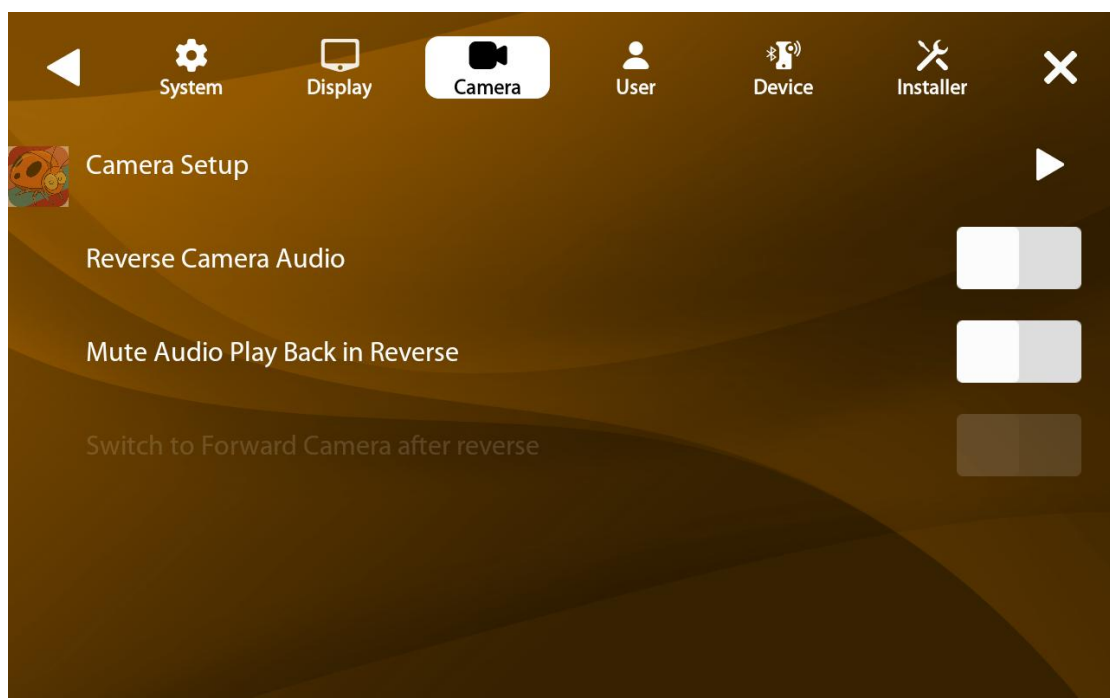 System
Display
Camera
User
Device
Installer
Camera Setup
Reverse Camera Audio
Mute Audio Play Back in Reverse
Switch to Forward Camera after reverse